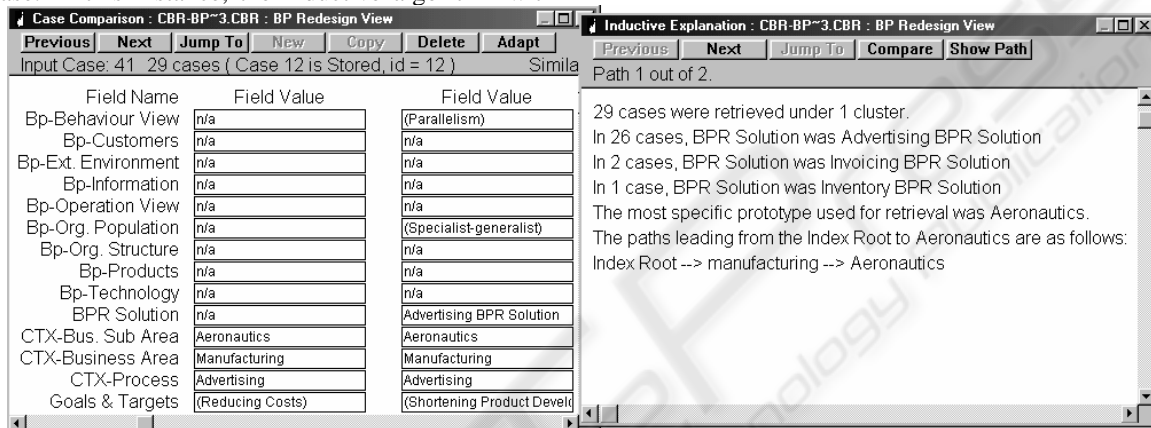 Case Comparison : CBR-BP~3.CBR : BP Redesign View
Previous Next Jump To New Copy Delete Adapt
Input Case: 41 29 cases ( Case 12 is Stored, id = 12 ) Simila
Field Name Field Value Field Value
Bp-Behaviour View n/a (Parallelism)
Bp-Customers n/a n/a
Bp-Ext. Environment n/a n/a
Bp-Information n/a n/a
Bp-Operation View n/a n/a
Bp-Org. Population n/a (Specialist-generalist)
Bp-Org. Structure n/a n/a
Bp-Products n/a n/a
Bp-Technology n/a n/a
BPR Solution n/a Advertising BPR Solution
CTX-Bus. Sub Area Aeronautics Aeronautics
CTX-Business Area Manufacturing Manufacturing
CTX-Process Advertising Advertising
Goals & Targets (Reducing Costs) (Shortening Product Develo
Inductive Explanation : CBR-BP~3.CBR : BP Redesign View
Previous Next Jump To Compare Show Path
Path 1 out of 2.
29 cases were retrieved under 1 cluster.
In 26 cases, BPR Solution was Advertising BPR Solution
In 2 cases, BPR Solution was Invoicing BPR Solution
In 1 case, BPR Solution was Inventory BPR Solution
The most specific prototype used for retrieval was Aeronautics.
The paths leading from the Index Root to Aeronautics are as follows:
Index Root --> manufacturing --> Aeronautics